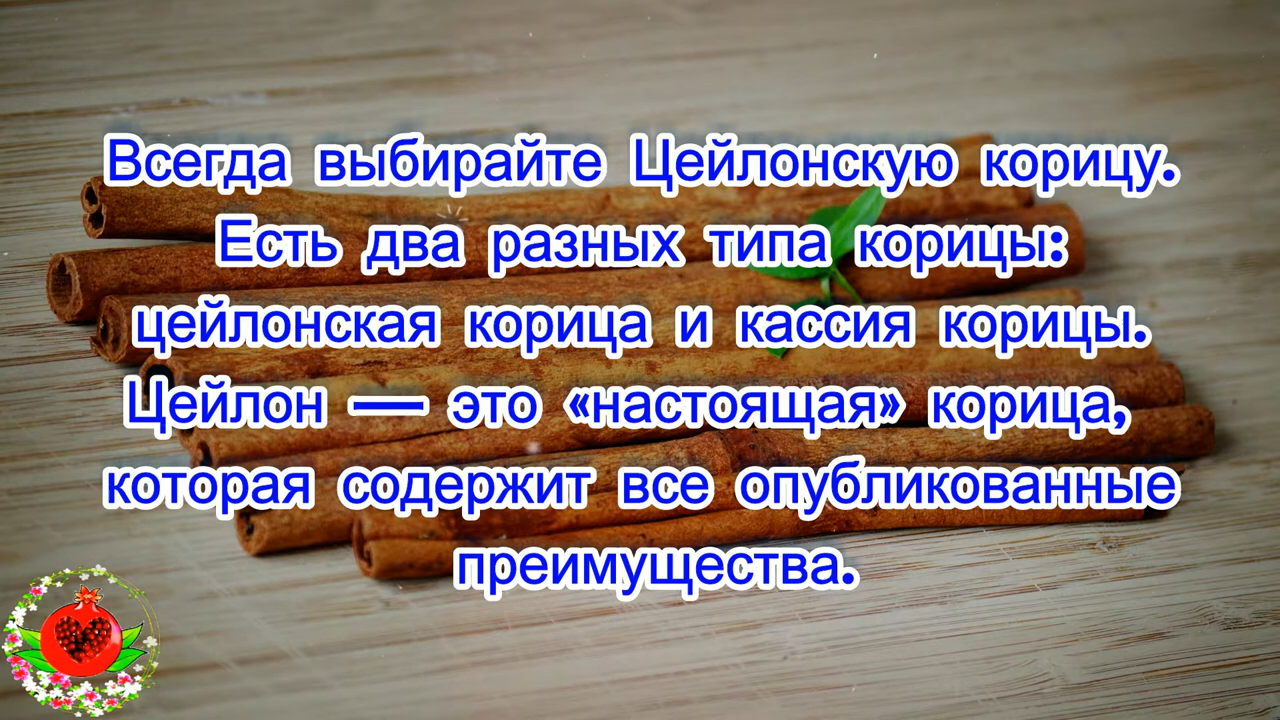 Всегда выбирайте Цейлонскую корицу.
Есть два разных типа корицы:
цейлонская корица и кассия корицы.
Цейлон — это «настоящая» корица,
которая содержит все опубликованные
преимущества.